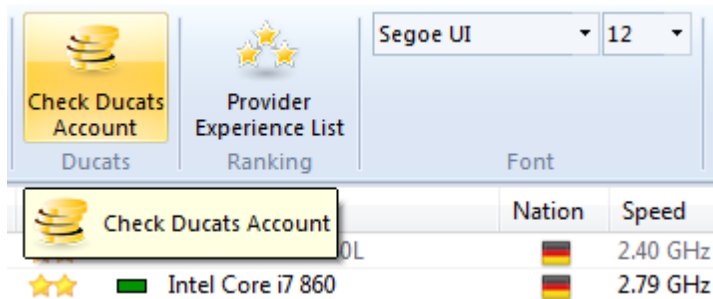 Segoe UI 12
Check Ducats
Account
Provider
Experience List
Ducats Ranking Font
Nation Speed
Check Ducats Account
0L 2.40 GHz
Intel Core i7 860 2.79 GHz